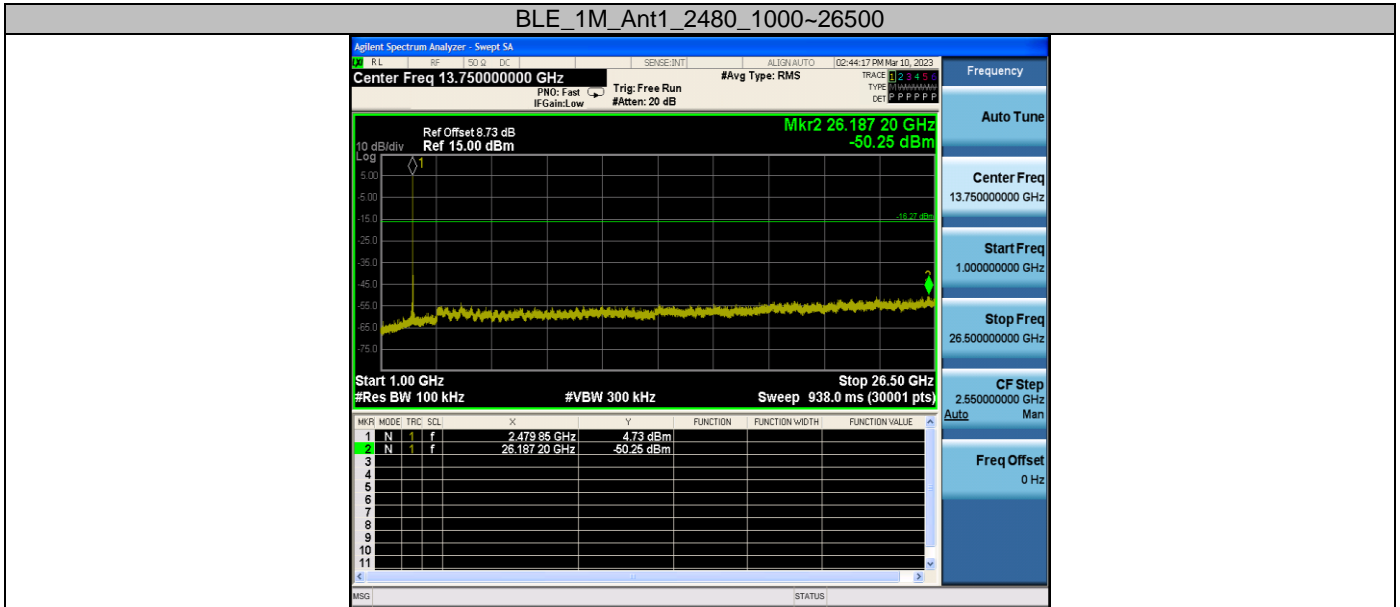 BLE_1M_Ant1_2480_1000~26500
Agilent Spectrum Analyzer - Swept SA
RL RF 50 Ω DC SENSE:INT ALIGNAUTO 02:44:17 PM Mar 10, 2023
Center Freq 13.750000000 GHz #Avg Type: RMS TRACE 1 2 3 4 5 6
PNO: Fast Trig: Free Run TYPE M
IFGain:Low #Atten: 20 dB DET P P P P P P
Frequency
Auto Tune
Mkr2 26.187 20 GHz
Ref Offset 8.73 dB
10 dB/div Ref 15.00 dBm -50.25 dBm
Log
1
5.00
-5.00
-15.0
-16.27 dBm
-25.0
-35.0
2
-45.0
-55.0
-65.0
-75.0
Start 1.00 GHz Stop 26.50 GHz
#Res BW 100 kHz #VBW 300 kHz Sweep 938.0 ms (30001 pts)
Center Freq
13.750000000 GHz
Start Freq
1.000000000 GHz
Stop Freq
26.500000000 GHz
CF Step
2.550000000 GHz
Auto Man
Freq Offset
0 Hz
MKR MODE TRC SCL X Y FUNCTION FUNCTION WIDTH FUNCTION VALUE
1 N 1 f 2.479 85 GHz 4.73 dBm
2 N 1 f 26.187 20 GHz -50.25 dBm
3
4
5
6
7
8
9
10
11
MSG STATUS